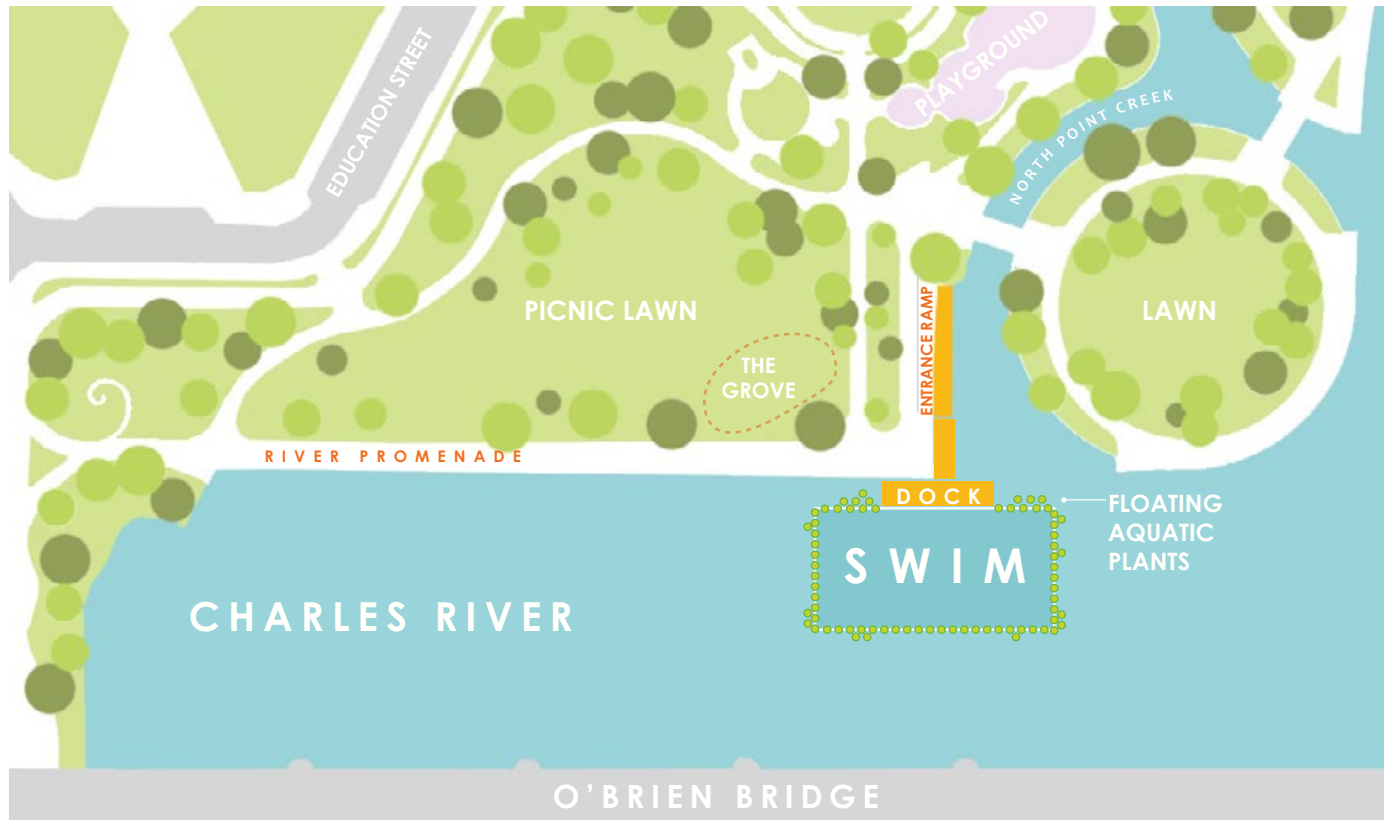 EDUCATION STREET
PLAYGROUND
NORTH POINT CREEK
PICNIC LAWN
LAWN
ENTRANCE RAMP
THE
GROVE
RIVER PROMENADE
DOCK
FLOATING
AQUATIC
PLANTS
SWIM
CHARLES RIVER
O'BRIEN BRIDGE